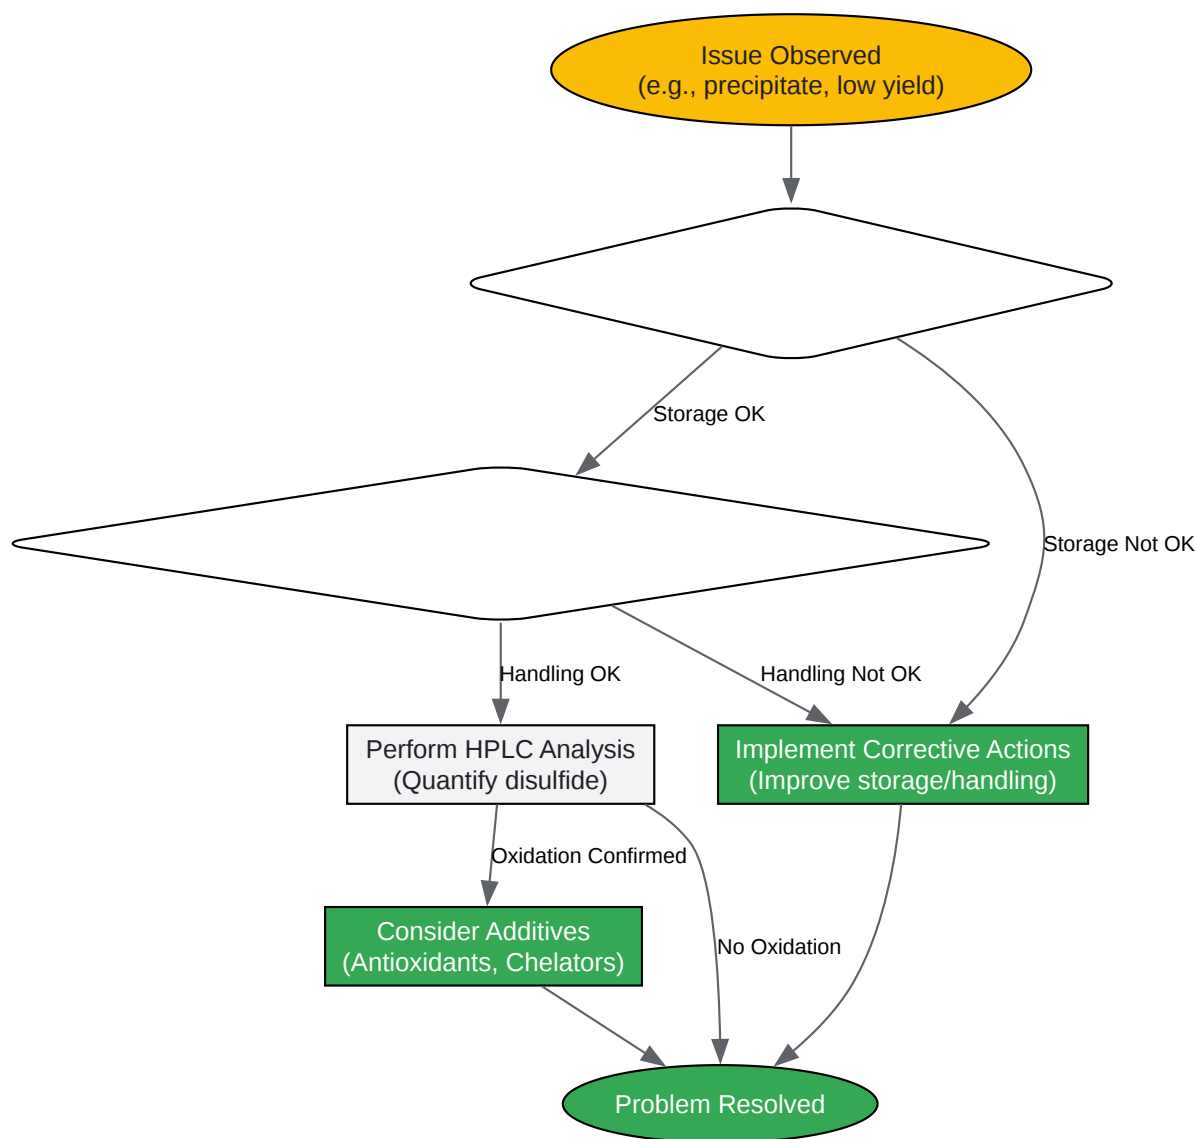 Issue Observed
(e.g., precipitate, low yield)
Storage OK
Storage Not OK
Handling OK
Handling Not OK
Perform HPLC Analysis
(Quantify disulfide)
Implement Corrective Actions
(Improve storage/handling)
Oxidation Confirmed
Consider Additives
(Antioxidants, Chelators)
No Oxidation
Problem Resolved